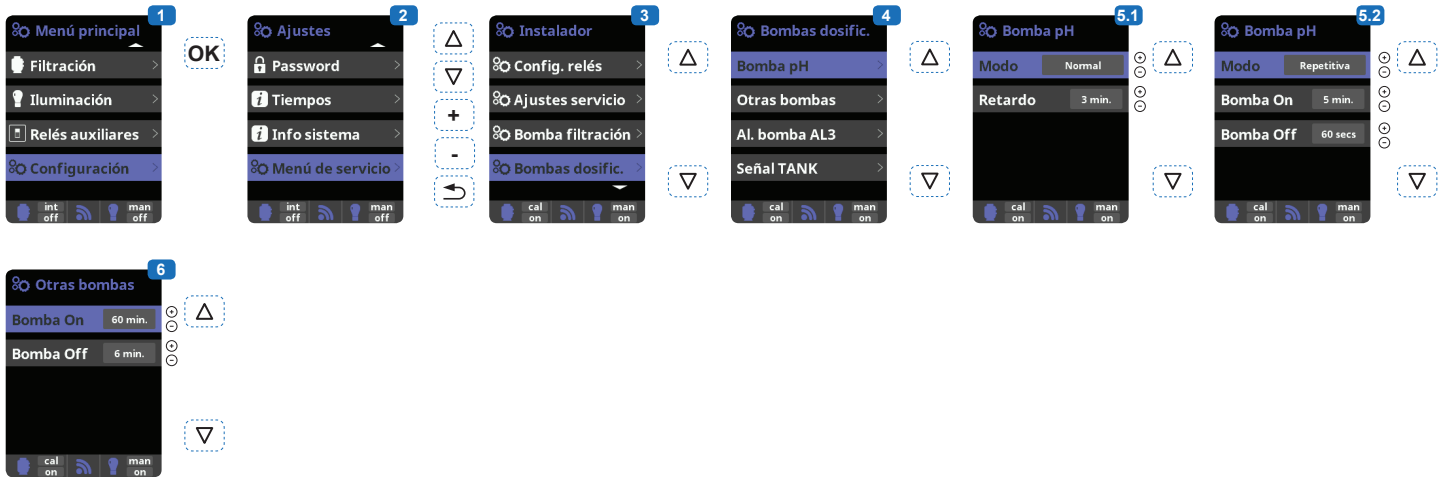 1
Menú principal
Filtración
Iluminación
Relés auxiliares
Configuración
int
off
man
off
OK
2
Ajustes
Password
Tiempos
Info sistema
Menú de servicio
int
off
man
off
+
-
3
Instalador
Config. relés
Ajustes servicio
Bomba filtración
Bombas dosific.
cal
on
man
on
4
Bombas dosific.
Bomba pH
Otras bombas
Al. bomba AL3
Señal TANK
cal
on
man
on
5.1
Bomba pH
Modo Normal
Retardo 3 min.
cal
on
man
on
5.2
Bomba pH
Modo Repetitiva
Bomba On 5 min.
Bomba Off 60 secs
cal
on
man
on
6
Otras bombas
Bomba On 60 min.
Bomba Off 6 min.
cal
on
man
on